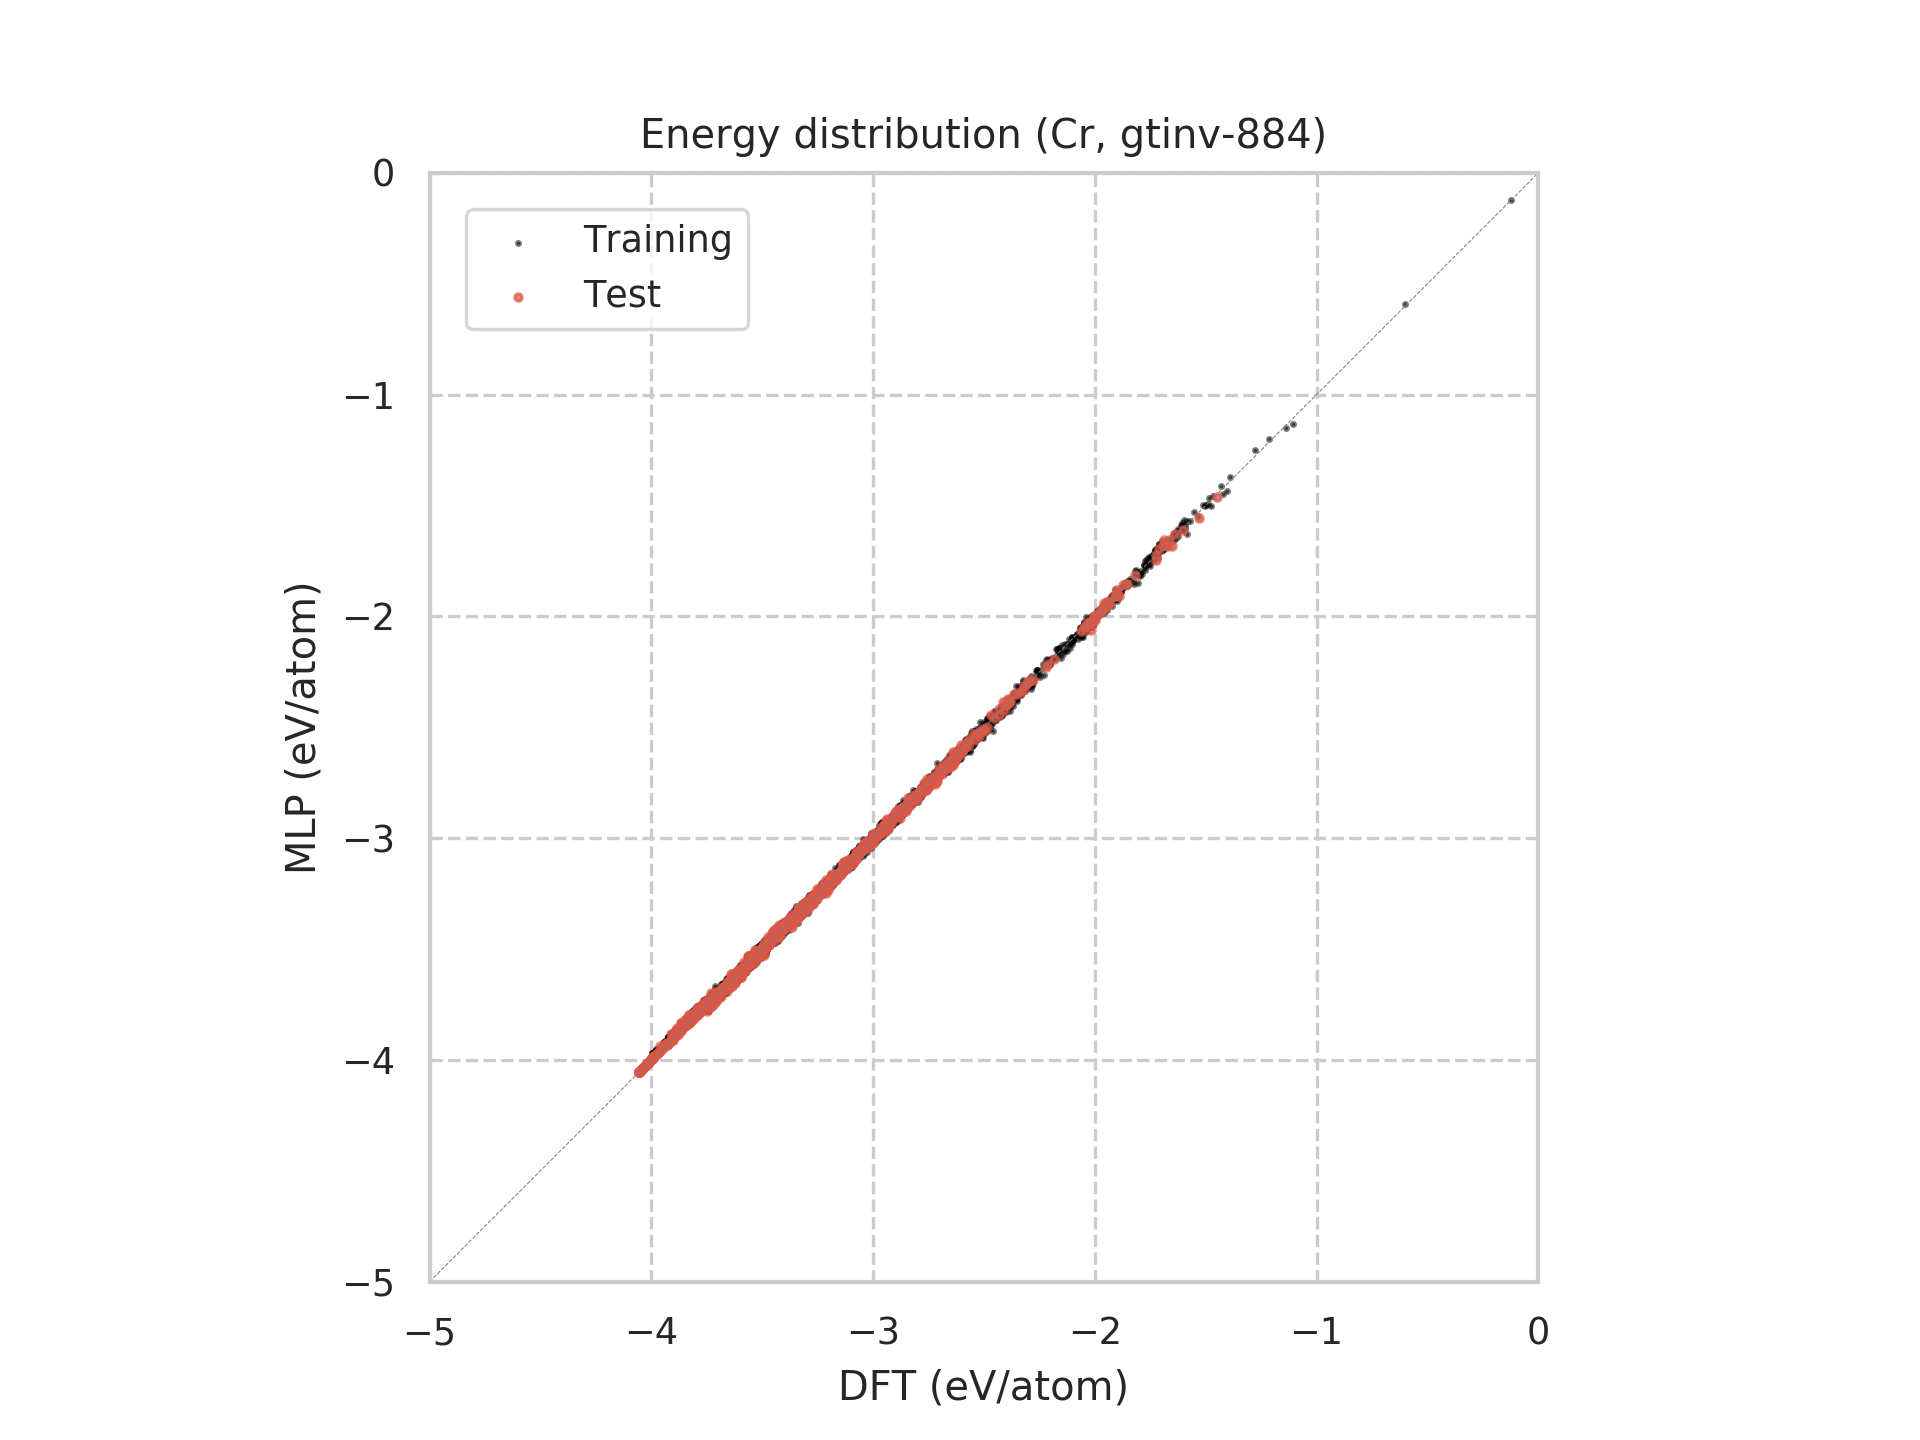 Energy distribution (Cr, gtinv-884)
Training
Test
0
−1
−2
−3
−4
−5
MLP (eV/atom)
−5 −4 −3 −2 −1 0
DFT (eV/atom)